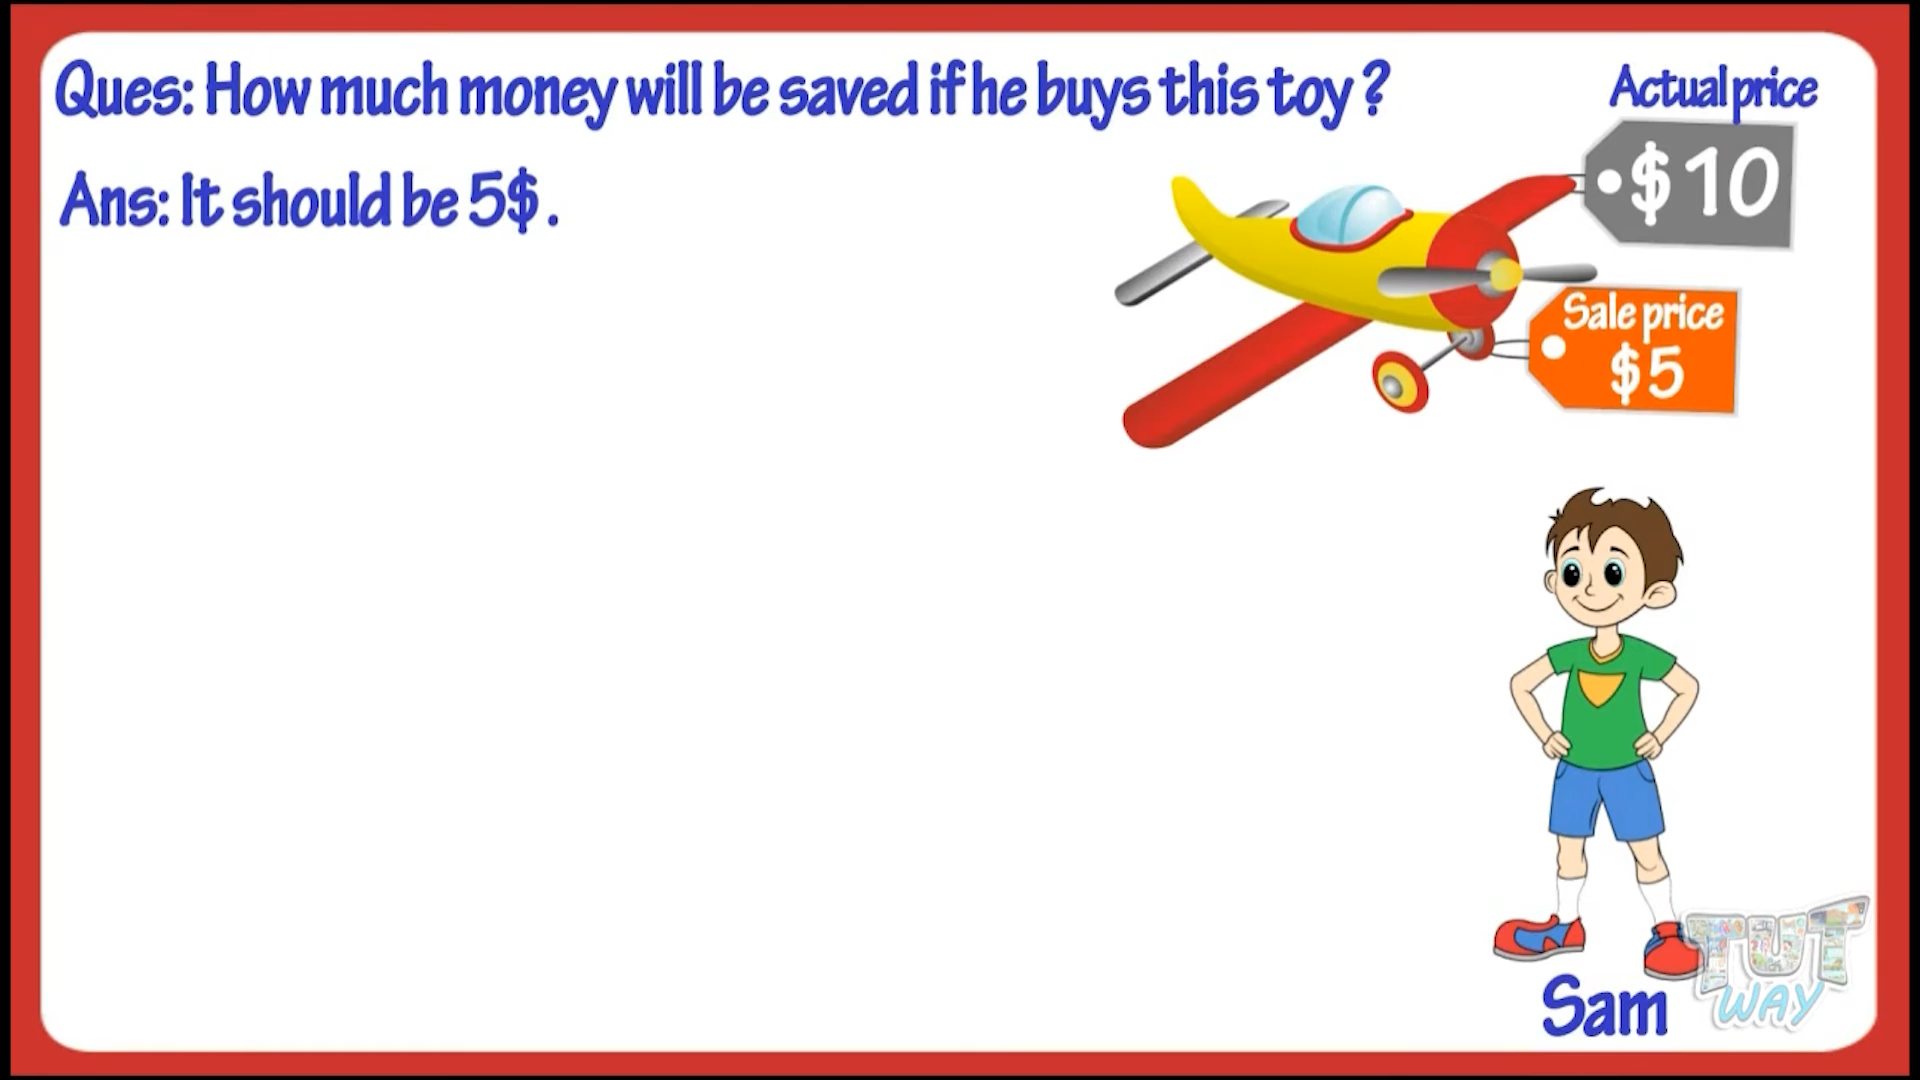 Ques: How much money will be saved if he buys this toy ?
Actual price
$10
Ans: It should be 5$ .
Sale price
$5
Sam
TUT
WAY